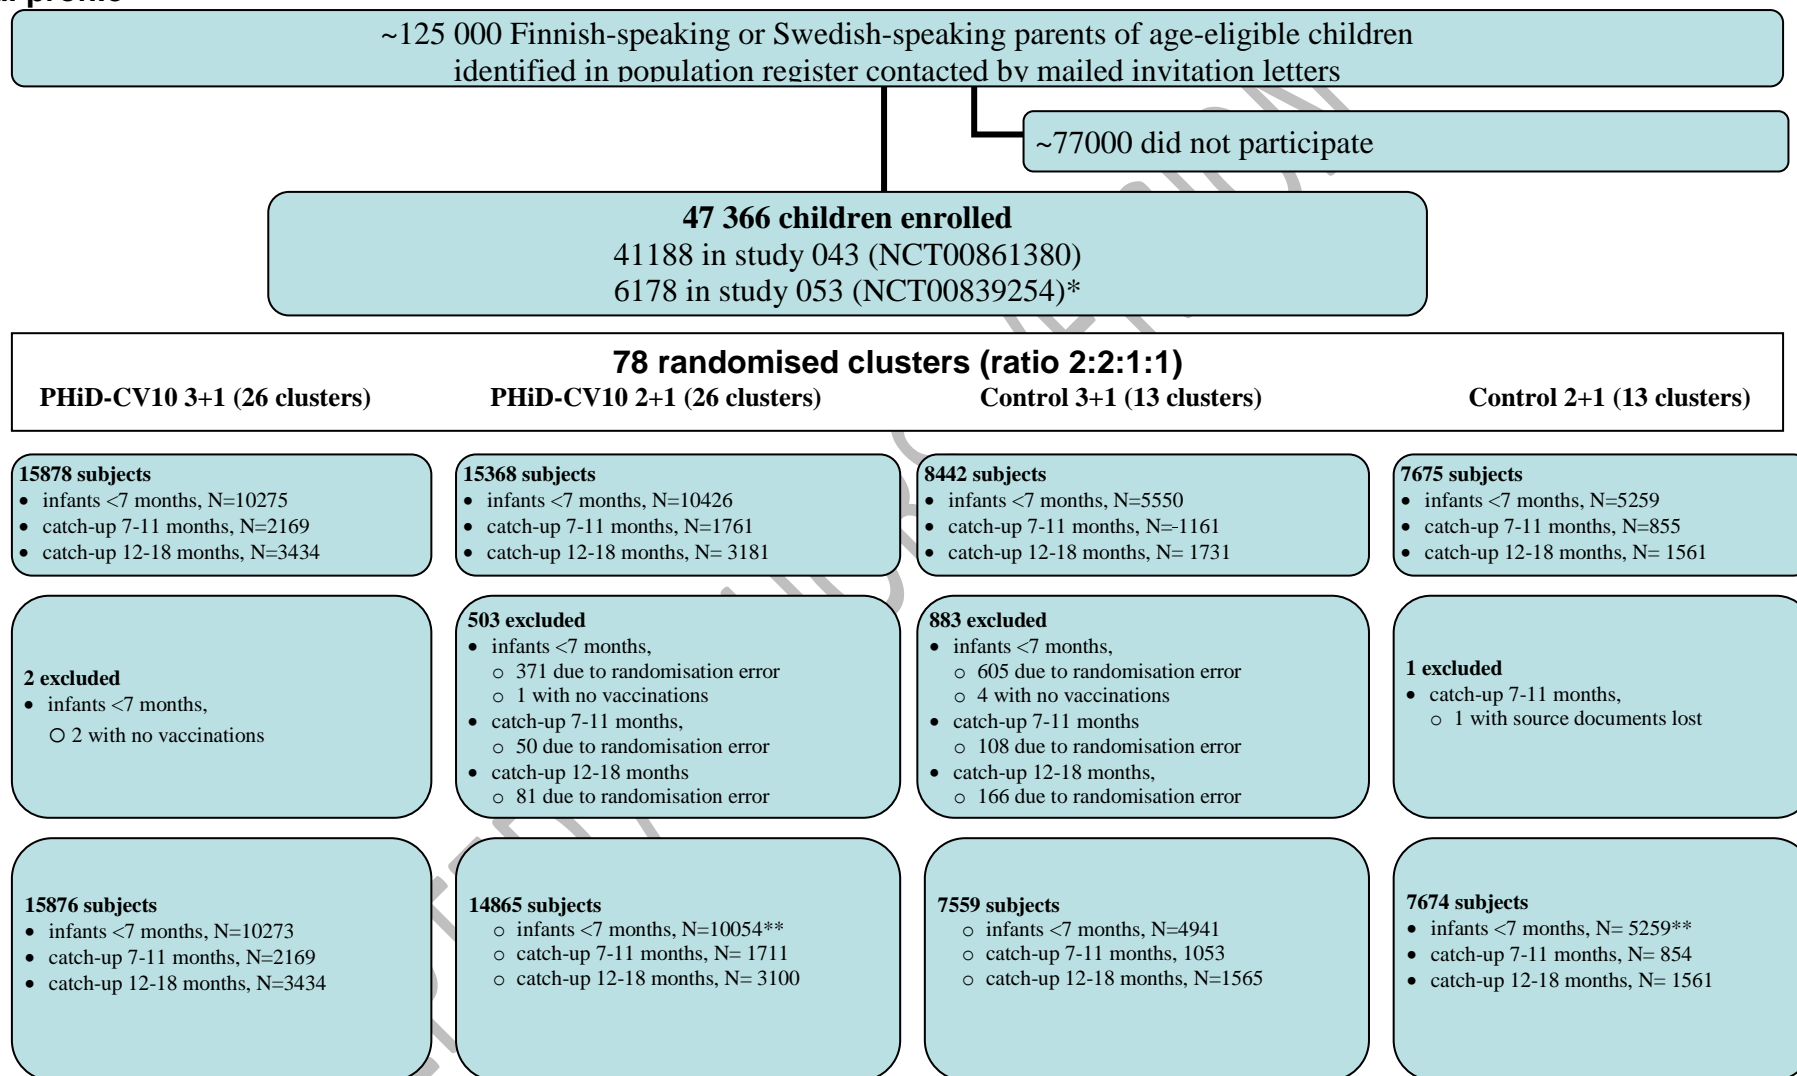 ~125 000 Finnish-speaking or Swedish-speaking parents of age-eligible children
identified in population register contacted by mailed invitation letters
~77000 did not participate
47 366 children enrolled
41188 in study 043 (NCT00861380)
6178 in study 053 (NCT00839254)*
78 randomised clusters (ratio 2:2:1:1)
PHiD-CV10 3+1 (26 clusters)
PHiD-CV10 2+1 (26 clusters)
Control 3+1 (13 clusters)
Control 2+1 (13 clusters)
15878 subjects
• infants <7 months, N=10275
• catch-up 7-11 months, N=2169
• catch-up 12-18 months, N=3434
15368 subjects
• infants <7 months, N=10426
• catch-up 7-11 months, N=1761
• catch-up 12-18 months, N= 3181
8442 subjects
• infants <7 months, N=5550
• catch-up 7-11 months, N=-1161
• catch-up 12-18 months, N= 1731
7675 subjects
• infants <7 months, N=5259
• catch-up 7-11 months, N=855
• catch-up 12-18 months, N= 1561
2 excluded
• infants <7 months,
o 2 with no vaccinations
503 excluded
• infants <7 months,
o 371 due to randomisation error
o 1 with no vaccinations
• catch-up 7-11 months,
o 50 due to randomisation error
• catch-up 12-18 months
o 81 due to randomisation error
883 excluded
• infants <7 months,
o 605 due to randomisation error
o 4 with no vaccinations
• catch-up 7-11 months
o 108 due to randomisation error
• catch-up 12-18 months,
o 166 due to randomisation error
1 excluded
• catch-up 7-11 months,
o 1 with source documents lost
15876 subjects
• infants <7 months, N=10273
• catch-up 7-11 months, N=2169
• catch-up 12-18 months, N=3434
14865 subjects
o infants <7 months, N=10054**
o catch-up 7-11 months, N= 1711
o catch-up 12-18 months, N= 3100
7559 subjects
o infants <7 months, N=4941
o catch-up 7-11 months, 1053
o catch-up 12-18 months, N=1565
7674 subjects
• infants <7 months, N= 5259**
• catch-up 7-11 months, N= 854
• catch-up 12-18 months, N= 1561